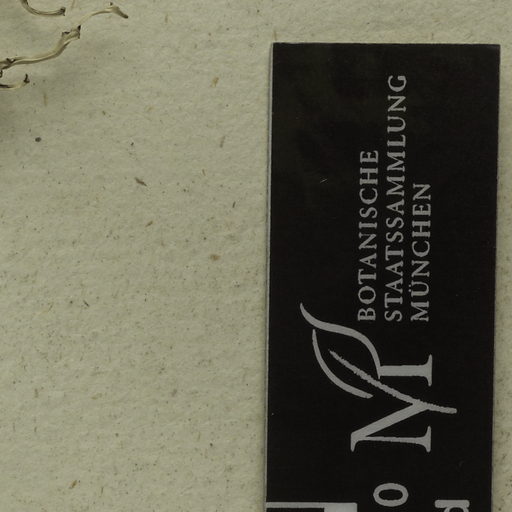 BOTANISCHE
STAATSSAMMLUNG
MÜNCHEN
M